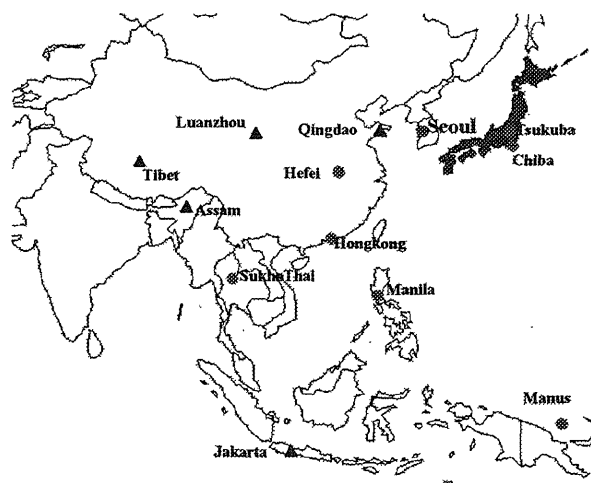 Luanzhou
Qingdao
Seoul
Tsukuba
Chiba
Hefei
Tibet
Assam
Hongkong
SukhoThai
Manila
Manus
Jakarta